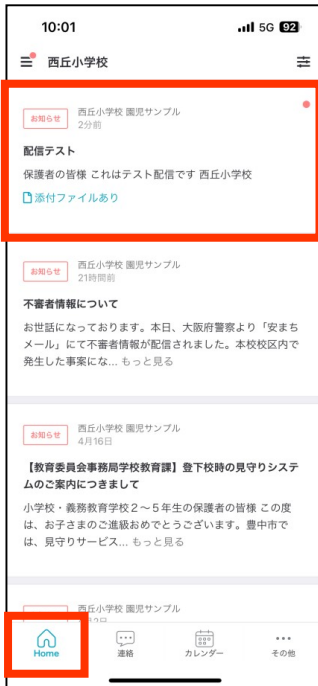 10:01
5G 92
西丘小学校
お知らせ
西丘小学校 園児サンプル
2分前
配信テスト
保護者の皆様 これはテスト配信です 西丘小学校
添付ファイルあり
お知らせ
西丘小学校 園児サンプル
21時間前
不審者情報について
お世話になっております。本日、大阪府警察より「安まち
メール」にて不審者情報が配信されました。本校校区内で
発生した事案にな... もっと見る
お知らせ
西丘小学校 園児サンプル
4月16日
【教育委員会事務局学校教育課】登下校時の見守りシステ
ムのご案内につきまして
小学校・義務教育学校２～５年生の保護者の皆様 この度
は、お子さまのご進級おめでとうございます。豊中市で
は、見守りサービス... もっと見る
西丘小学校 園児サンプル
Home
連絡
カレンダー
その他